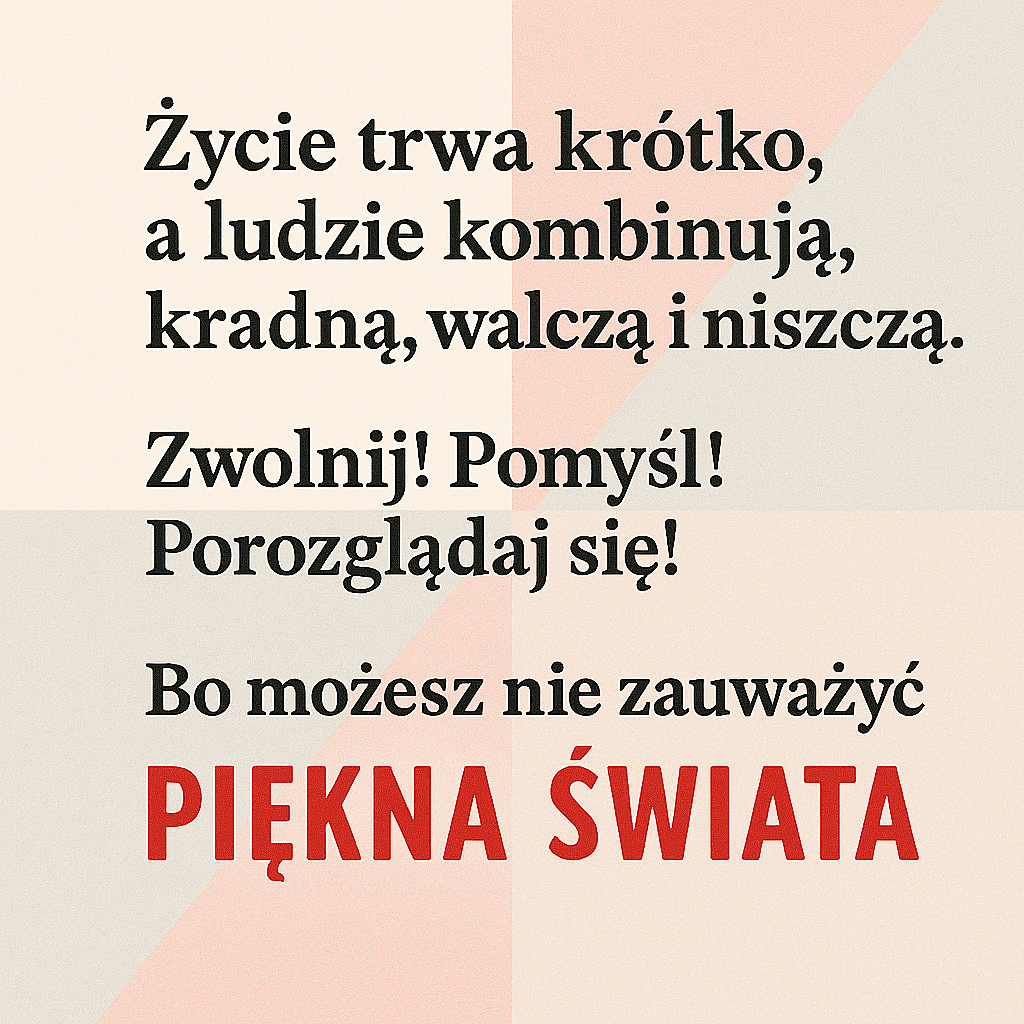 Życie trwa krótko,
a ludzie kombinują,
kradną, walczą i niszczą.
Zwolnij! Pomyśl!
Porozglądaj się!
Bo możesz nie zauważyć
PIĘKNA ŚWIATA